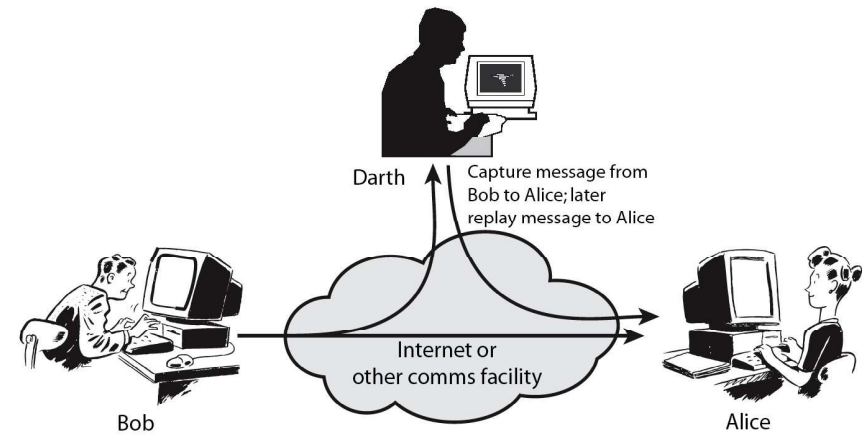 Darth
Capture message from
Bob to Alice; later
replay message to Alice
Internet or
other comms facility
Bob
Alice